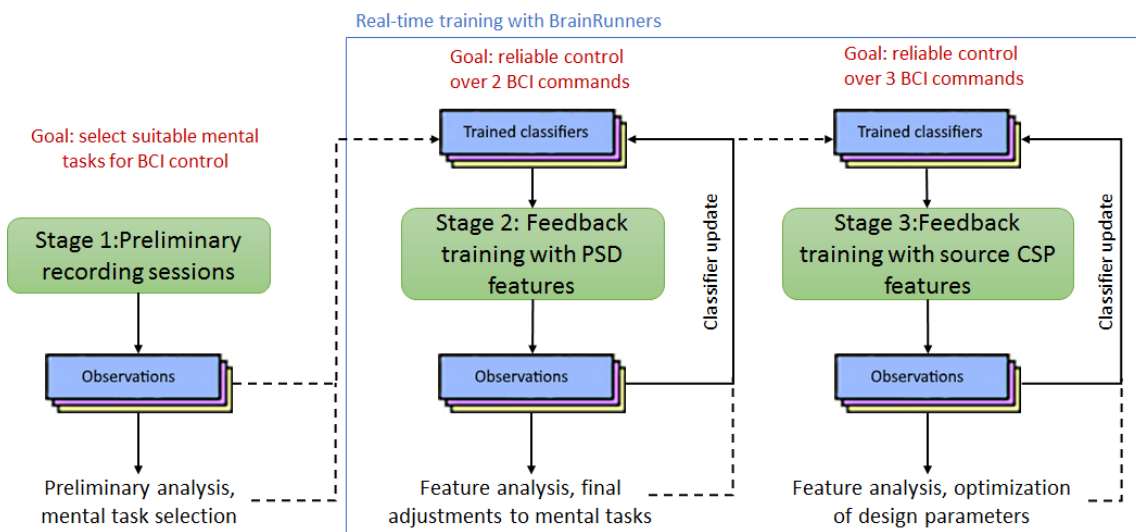 Real-time training with BrainRunners
Goal: select suitable mental
tasks for BCI control
Stage 1:Preliminary
recording sessions
Observations
Preliminary analysis,
mental task selection
Goal: reliable control
over 2 BCI commands
Trained classifiers
Stage 2: Feedback
training with PSD
features
Classifier update
Observations
Feature analysis, final
adjustments to mental tasks
Goal: reliable control
over 3 BCI commands
Trained classifiers
Stage 3:Feedback
training with source CSP
features
Classifier update
Observations
Feature analysis, optimization
of design parameters